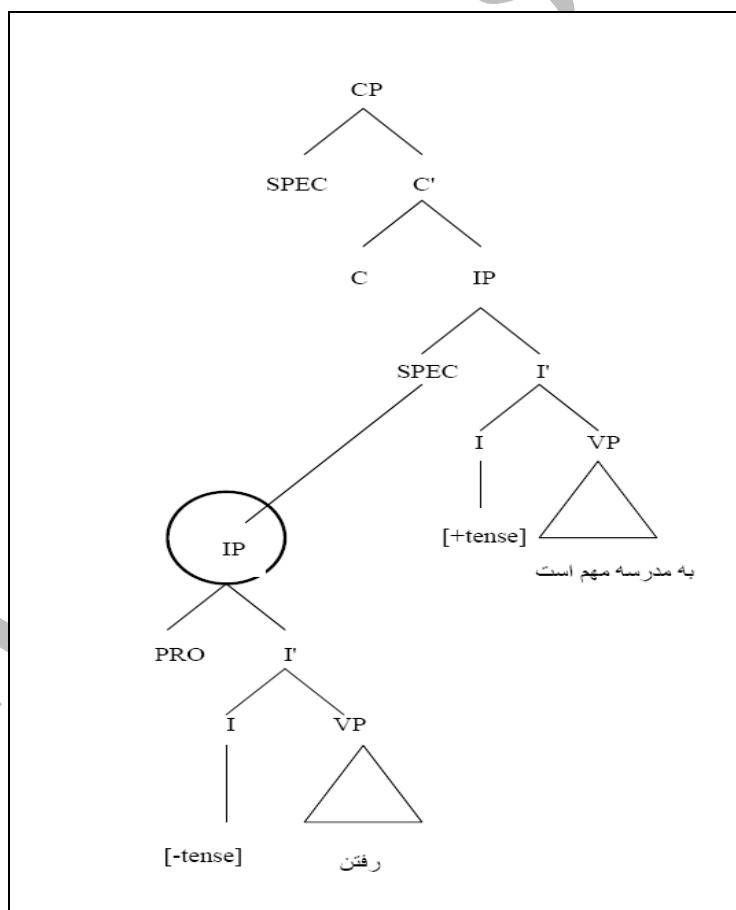 CP
SPEC C'
C IP
SPEC I'
I VP
IP [+tense]
به مدرسه مهم است
PRO I'
I VP
[-tense] رفتن